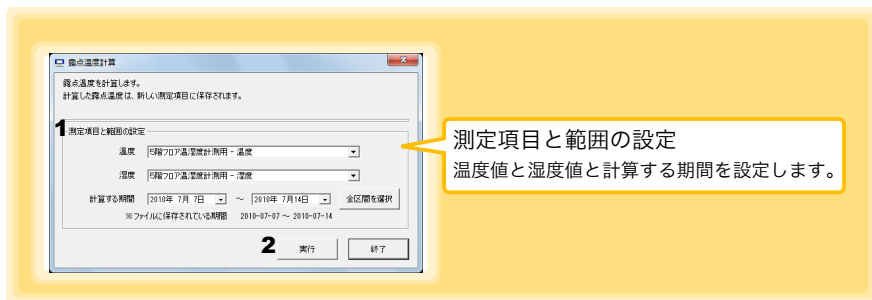 露点温度計算
露点温度を計算します。
計算した露点温度は、新しい測定項目に保存されます。
1
測定項目と範囲の設定
温度 5階フロア温湿度計測用 - 温度
湿度 5階フロア温湿度計測用 - 湿度
計算する期間 2010年 7月 7日 ～ 2010年 7月14日 全区間を選択
※ファイルに保存されている期間 2010-07-07 ～ 2010-07-14
2 実行 終了
測定項目と範囲の設定
温度値と湿度値と計算する期間を設定します。